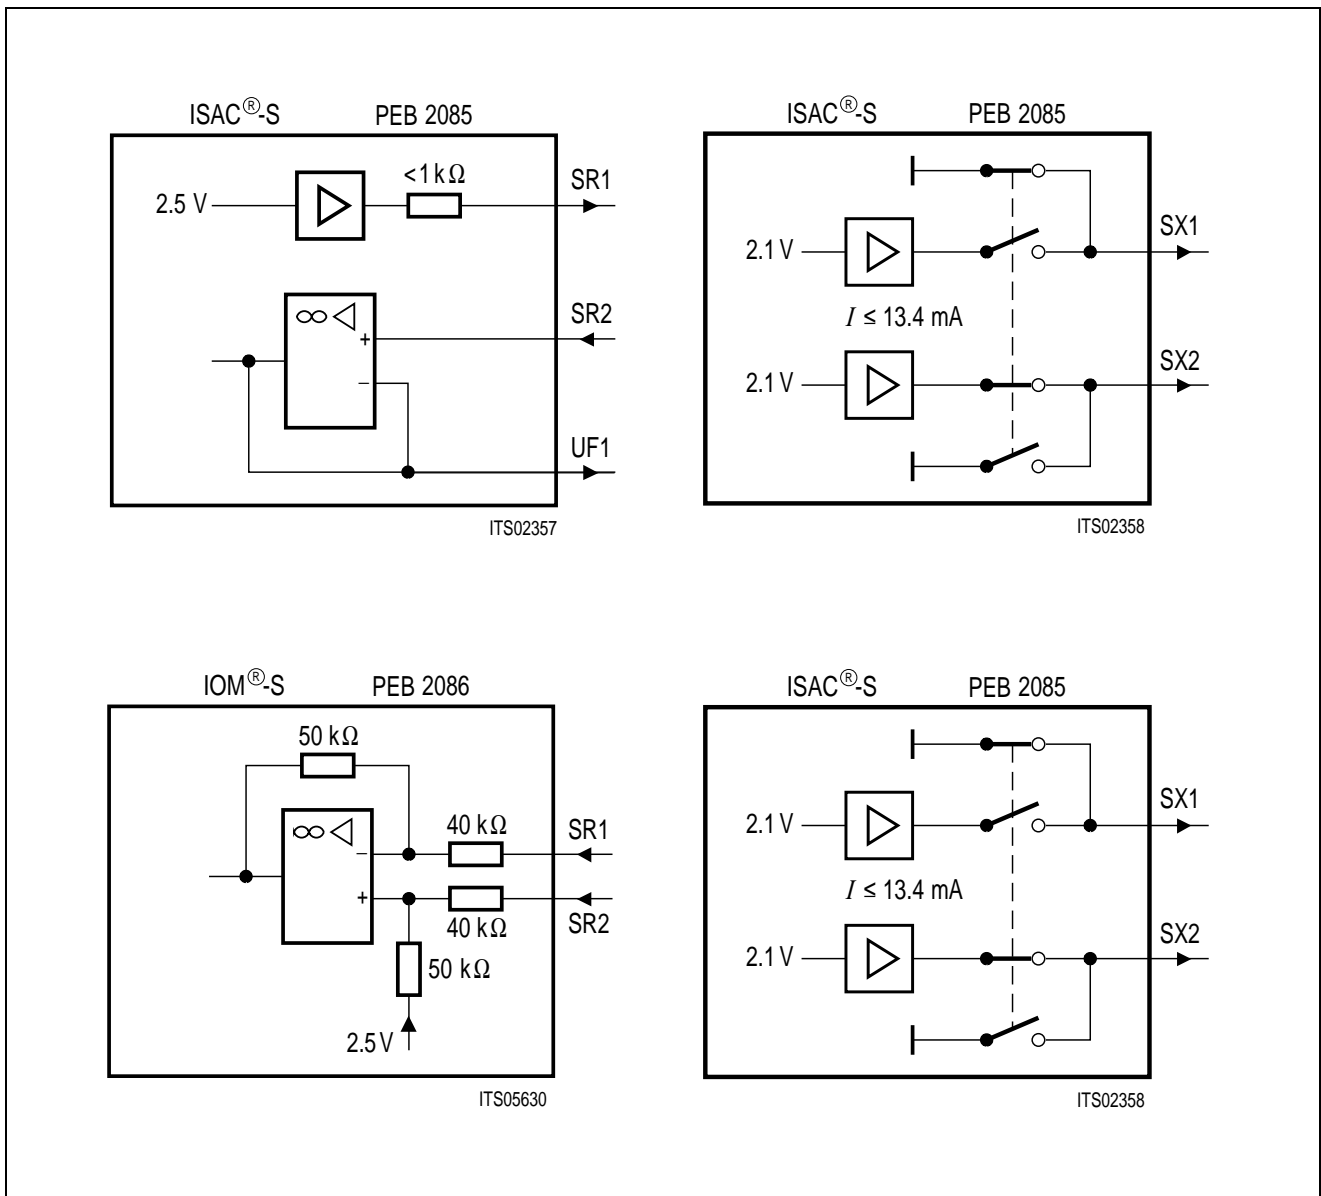 ISAC®-S PEB 2085
<1 kΩ
SR1
2.5 V
SR2
∞
+
–
UF1
ITS02357
ISAC®-S PEB 2085
SX1
2.1 V
I ≤ 13.4 mA
SX2
2.1 V
ITS02358
IOM®-S PEB 2086
50 kΩ
40 kΩ
SR1
∞
–
+
40 kΩ
SR2
50 kΩ
2.5 V
ITS05630
ISAC®-S PEB 2085
SX1
2.1 V
I ≤ 13.4 mA
SX2
2.1 V
ITS02358